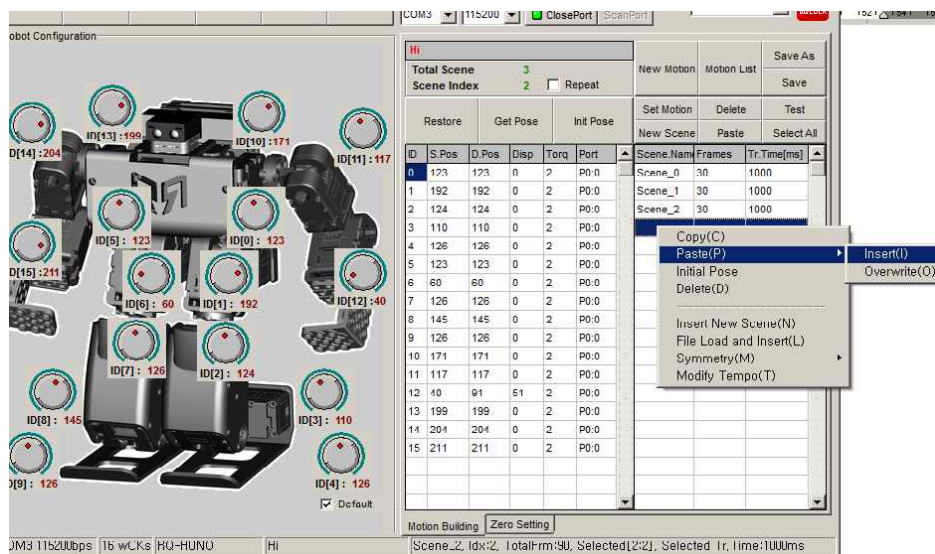 COM3 115200 ClosePort ScanPort
obot Configuration
Hi
Total Scene 3
Scene Index 2 Repeat
New Motion Motion List Save As
Save
Restore Get Pose Init Pose
Set Motion Delete Test
New Scene Paste Select All
ID S.Pos D.Pos Disp Torq Port
0 123 123 0 2 P0:0
1 192 192 0 2 P0:0
2 124 124 0 2 P0:0
3 110 110 0 2 P0:0
4 126 126 0 2 P0:0
5 123 123 0 2 P0:0
6 60 60 0 2 P0:0
7 126 126 0 2 P0:0
8 145 145 0 2 P0:0
9 126 126 0 2 P0:0
10 171 171 0 2 P0:0
11 117 117 0 2 P0:0
12 40 91 51 2 P0:0
13 199 199 0 2 P0:0
14 204 204 0 2 P0:0
15 211 211 0 2 P0:0
Scene.Name Frames Tr.Time[ms]
Scene_0 30 1000
Scene_1 30 1000
Scene_2 30 1000
Copy(C)
Paste(P)
Initial Pose
Delete(D)
Insert New Scene(N)
File Load and Insert(L)
Symmetry(M)
Modify Tempo(T)
Insert(I)
Overwrite(O)
ID[13] :199
ID[10] :171
ID[14] :204
ID[11] :117
ID[5] : 123
ID[0] : 123
ID[15] :211
ID[6] : 60
ID[1] : 192
ID[12] :40
ID[7] : 126
ID[2] : 124
ID[8] : 145
ID[3] : 110
ID[9] : 126
ID[4] : 126
Default
Motion Building Zero Setting
OM3 115200bps 16 wCKs HQ-HUNO Hi Scene_2, Idx:2, TotalFrm:90, Selected[2:2], Selected Tr,Time:1000ms